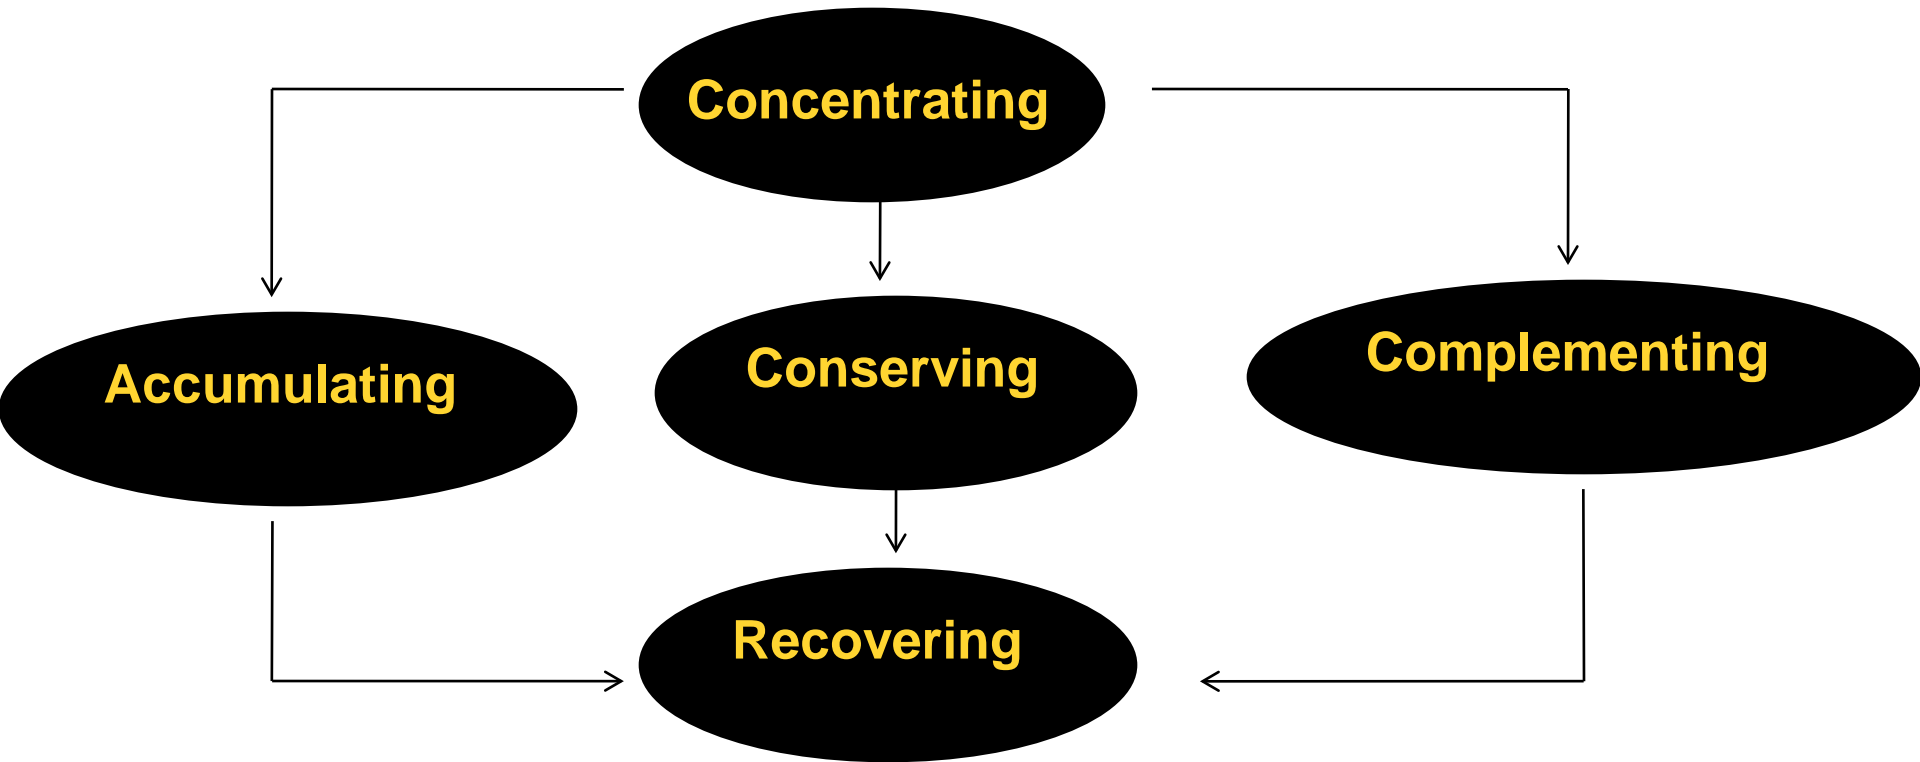 Concentrating
Accumulating
Conserving
Complementing
Recovering